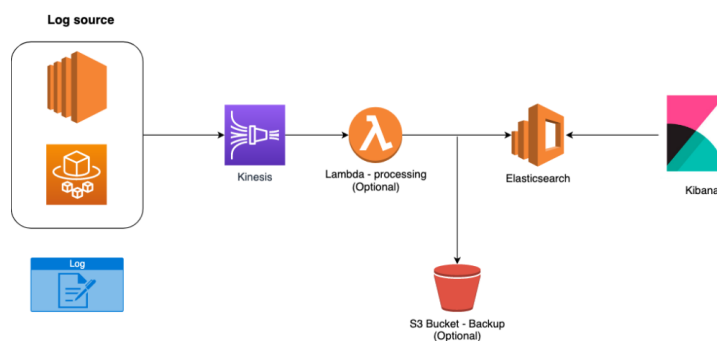 Log source
Kinesis
Lambda - processing
(Optional)
Elasticsearch
Kibana
Log
S3 Bucket - Backup
(Optional)